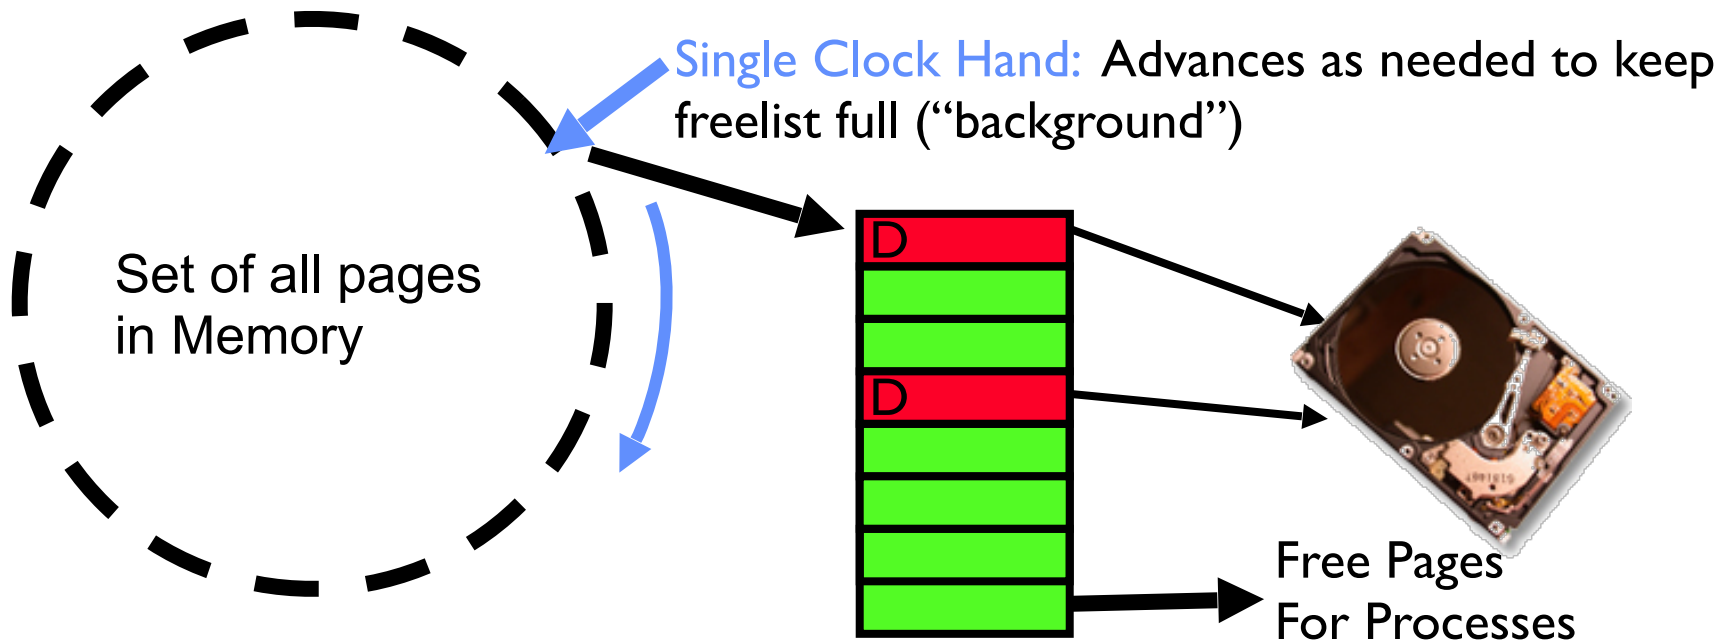 Single Clock Hand: Advances as needed to keep
freelist full (“background”)
Set of all pages
in Memory
D
D
Free Pages
For Processes